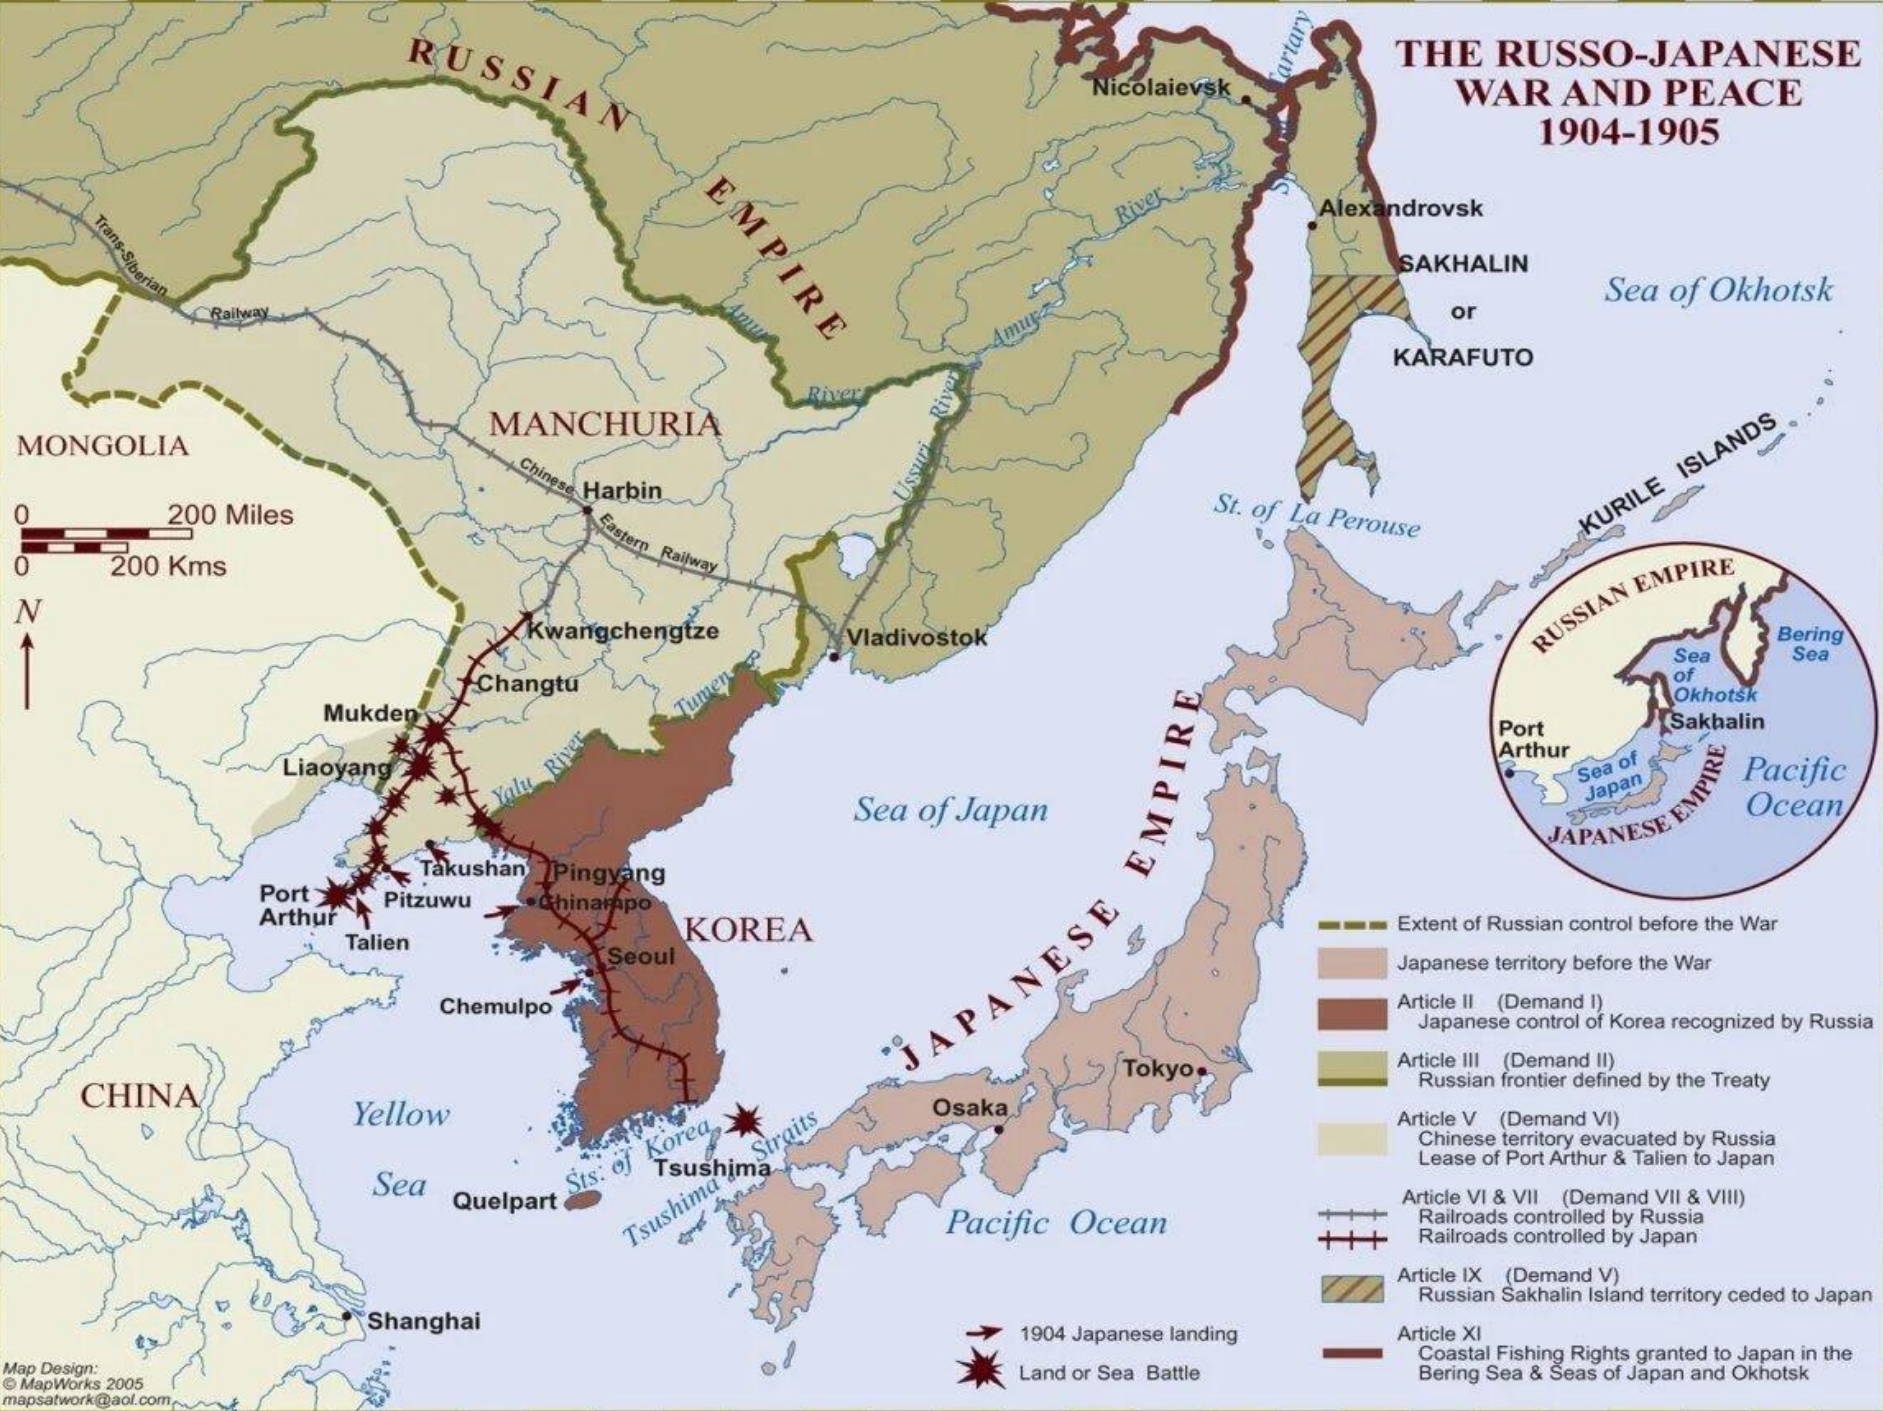 THE RUSSO-JAPANESE
WAR AND PEACE
1904-1905
RUSSIAN
EMPIRE
Nicolaievsk
Tartary
Alexandrovsk
SAKHALIN
or
KARAFUTO
Sea of Okhotsk
River
Amur
Amur
River
Ussuri River
Trans-Siberian
Railway
MANCHURIA
MONGOLIA
Chinese
Harbin
Eastern Railway
0 200 Miles
0 200 Kms
N
St. of La Perouse
KURILE ISLANDS
Kwangchengtze
Vladivostok
Changtu
Tumen R.
Mukden
Liaoyang
Yalu River
Takushan
Pingyang
Port
Arthur
Pitzuwu
Chinampo
Talien
KOREA
Seoul
Chemulpo
Sea of Japan
JAPANESE EMPIRE
Tokyo
Osaka
CHINA
Yellow
Sea
Sts. of Korea
Straits
Tsushima
Tsushima
Quelpart
Pacific Ocean
Shanghai
RUSSIAN EMPIRE
Bering
Sea
Sea
of
Okhotsk
Sakhalin
Port
Arthur
Sea of
Japan
Pacific
Ocean
JAPANESE EMPIRE
Extent of Russian control before the War
Japanese territory before the War
Article II (Demand I)
Japanese control of Korea recognized by Russia
Article III (Demand II)
Russian frontier defined by the Treaty
Article V (Demand VI)
Chinese territory evacuated by Russia
Lease of Port Arthur & Talien to Japan
Article VI & VII (Demand VII & VIII)
Railroads controlled by Russia
Railroads controlled by Japan
Article IX (Demand V)
Russian Sakhalin Island territory ceded to Japan
Article XI
Coastal Fishing Rights granted to Japan in the
Bering Sea & Seas of Japan and Okhotsk
1904 Japanese landing
Land or Sea Battle
Map Design:
© MapWorks 2005
mapsatwork@aol.com